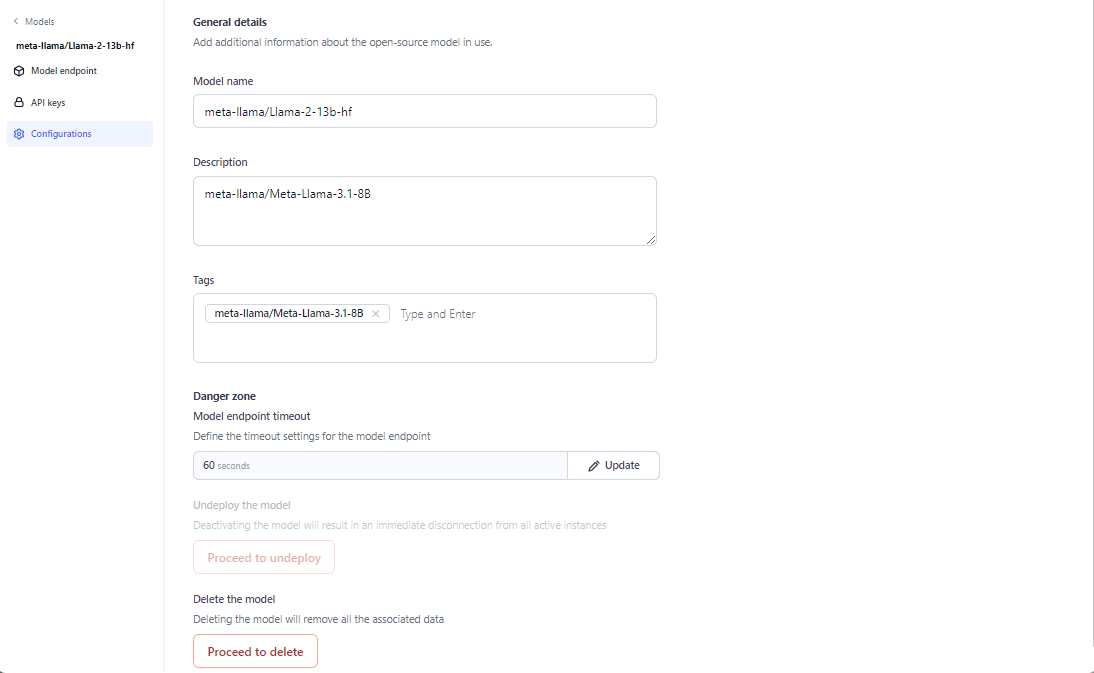 Models
meta-llama/Llama-2-13b-hf
Model endpoint
API keys
Configurations
General details
Add additional information about the open-source model in use.
Model name
meta-llama/Llama-2-13b-hf
Description
meta-llama/Meta-Llama-3.1-8B
Tags
meta-llama/Meta-Llama-3.1-8B Type and Enter
Danger zone
Model endpoint timeout
Define the timeout settings for the model endpoint
60 seconds Update
Undeploy the model
Deactivating the model will result in an immediate disconnection from all active instances
Proceed to undeploy
Delete the model
Deleting the model will remove all the associated data
Proceed to delete